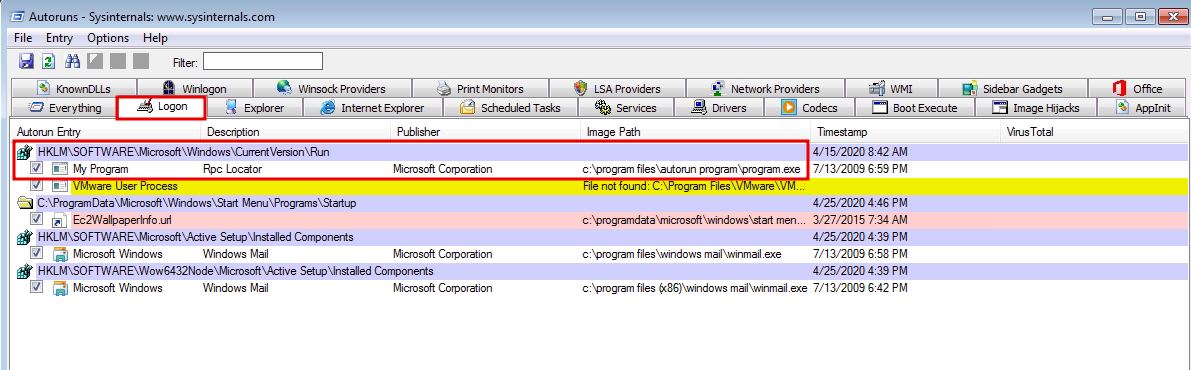 Autoruns - Sysinternals: www.sysinternals.com
File Entry Options Help
Filter:
KnownDLLs Winlogon Winsock Providers Print Monitors LSA Providers Network Providers WMI Sidebar Gadgets Office
Everything Logon Explorer Internet Explorer Scheduled Tasks Services Drivers Codecs Boot Execute Image Hijacks AppInit
Autorun Entry Description Publisher Image Path Timestamp VirusTotal
HKLM\SOFTWARE\Microsoft\Windows\CurrentVersion\Run 4/15/2020 8:42 AM
My Program Rpc Locator Microsoft Corporation c:\program files\autorun program\program.exe 7/13/2009 6:59 PM
VMware User Process File not found: C:\Program Files\VMware\VM...
C:\ProgramData\Microsoft\Windows\Start Menu\Programs\Startup 4/25/2020 4:46 PM
Ec2WallpaperInfo.url c:\programdata\microsoft\windows\start men... 3/27/2015 7:34 AM
HKLM\SOFTWARE\Microsoft\Active Setup\Installed Components 4/25/2020 4:39 PM
Microsoft Windows Windows Mail Microsoft Corporation c:\program files\windows mail\winmail.exe 7/13/2009 6:58 PM
HKLM\SOFTWARE\Wow6432Node\Microsoft\Active Setup\Installed Components 4/25/2020 4:39 PM
Microsoft Windows Windows Mail Microsoft Corporation c:\program files (x86)\windows mail\winmail.exe 7/13/2009 6:42 PM